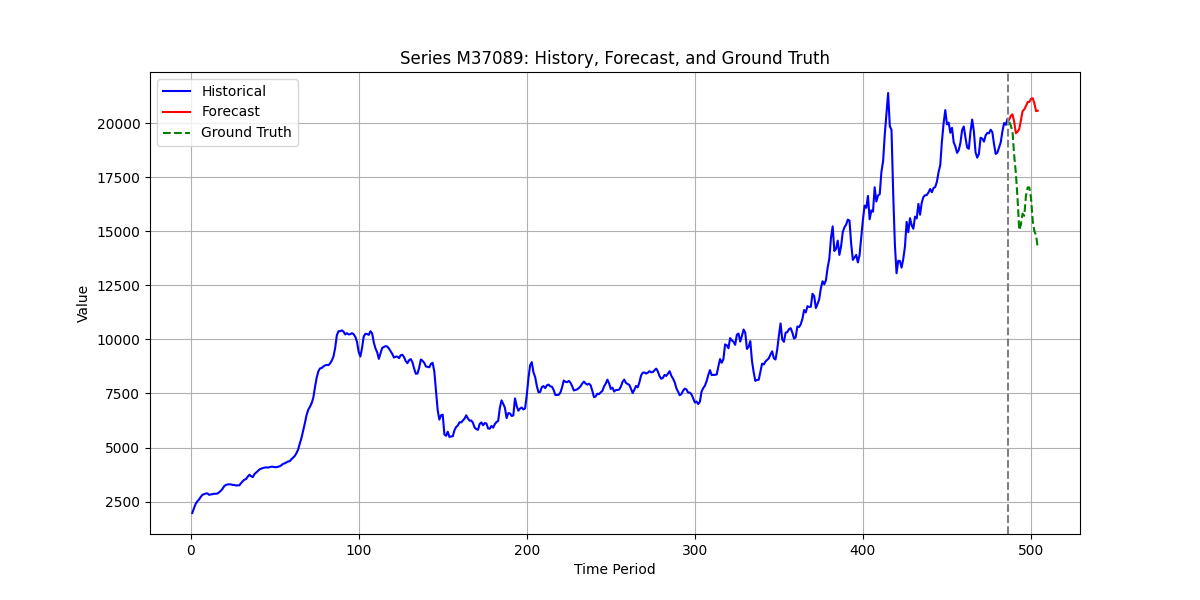 Series M37089: History, Forecast, and Ground Truth
Historical
Forecast
Ground Truth
20000
17500
15000
12500
10000
7500
5000
2500
Value
0 100 200 300 400 500
Time Period